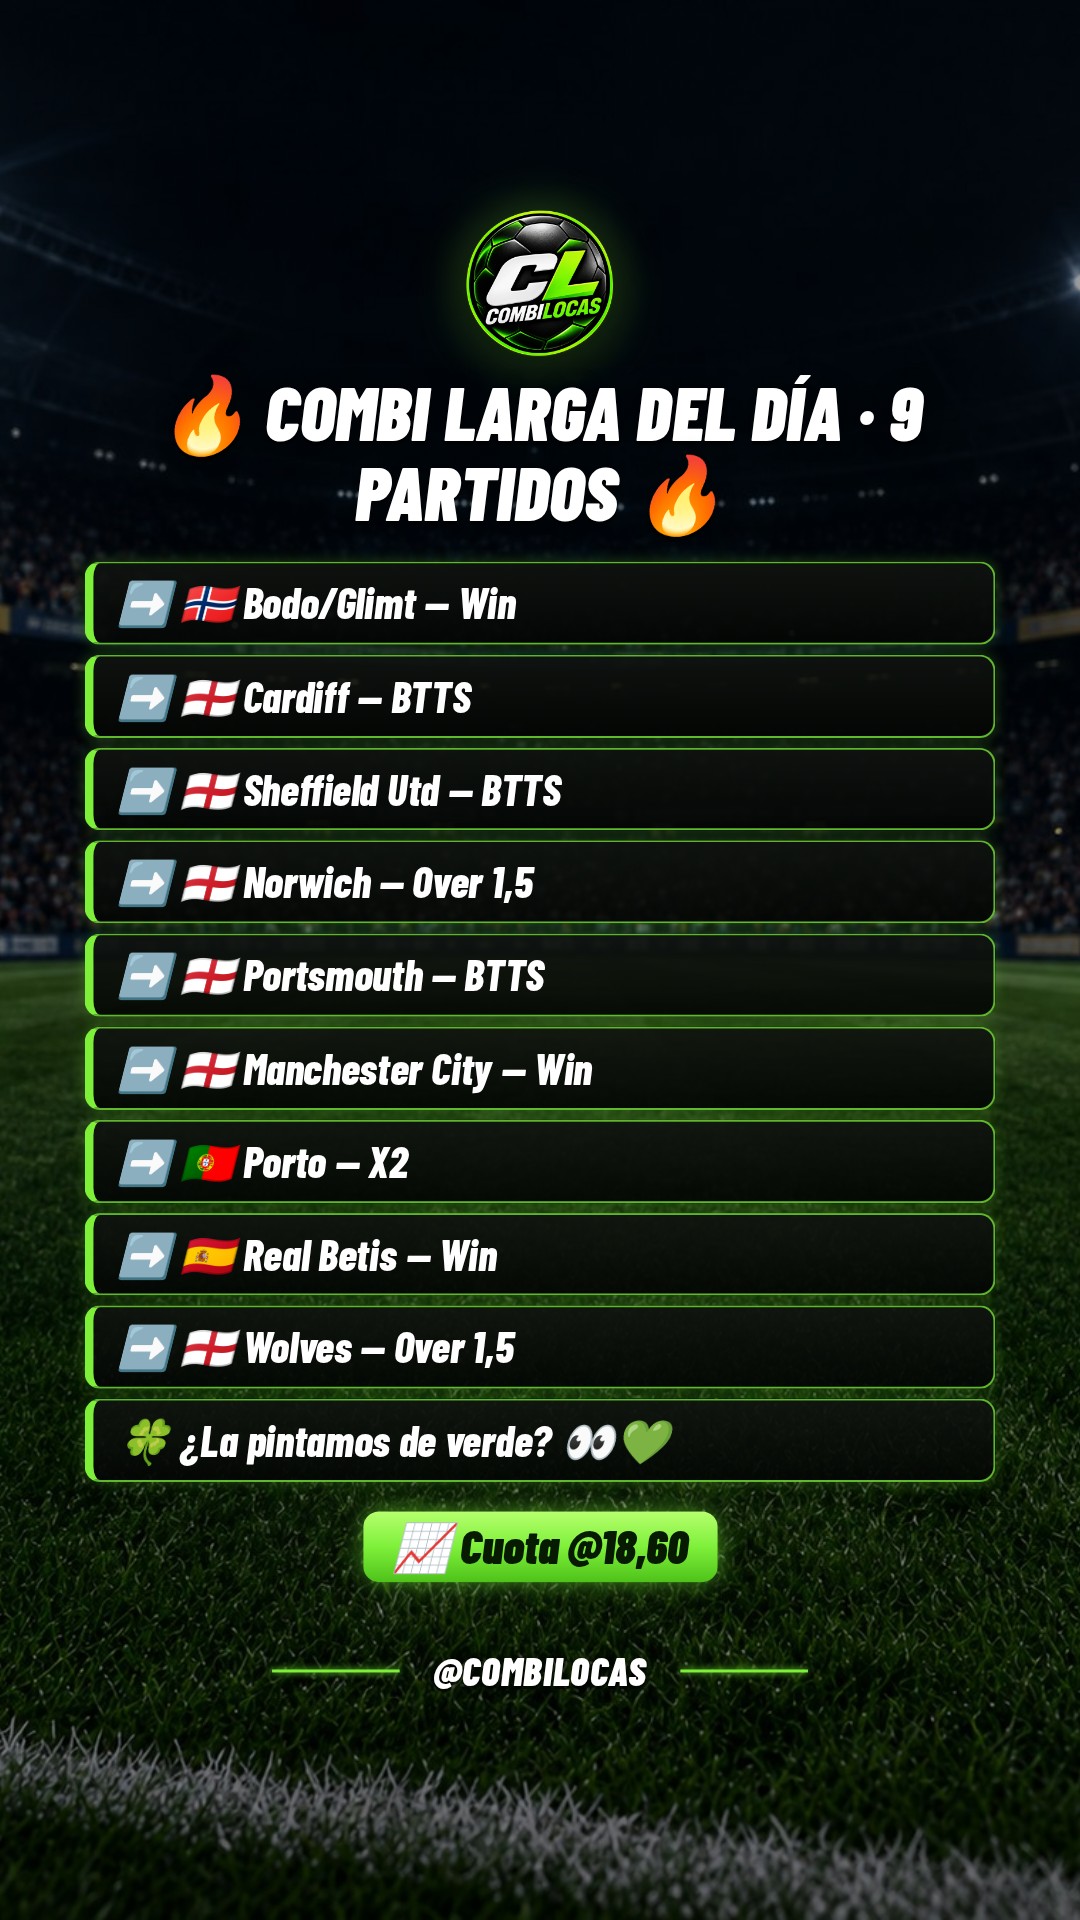 CL
COMBILOCAS
🔥 COMBI LARGA DEL DÍA · 9
PARTIDOS 🔥
➡️ 🇳🇴 Bodo/Glimt – Win
➡️ 🏴󠁧󠁢󠁥󠁮󠁧󠁿 Cardiff – BTTS
➡️ 🏴󠁧󠁢󠁥󠁮󠁧󠁿 Sheffield Utd – BTTS
➡️ 🏴󠁧󠁢󠁥󠁮󠁧󠁿 Norwich – Over 1,5
➡️ 🏴󠁧󠁢󠁥󠁮󠁧󠁿 Portsmouth – BTTS
➡️ 🏴󠁧󠁢󠁥󠁮󠁧󠁿 Manchester City – Win
➡️ 🇵🇹 Porto – X2
➡️ 🇪🇸 Real Betis – Win
➡️ 🏴󠁧󠁢󠁥󠁮󠁧󠁿 Wolves – Over 1,5
🍀 ¿La pintamos de verde? 👀💚
📈 Cuota @18,60
@COMBILOCAS